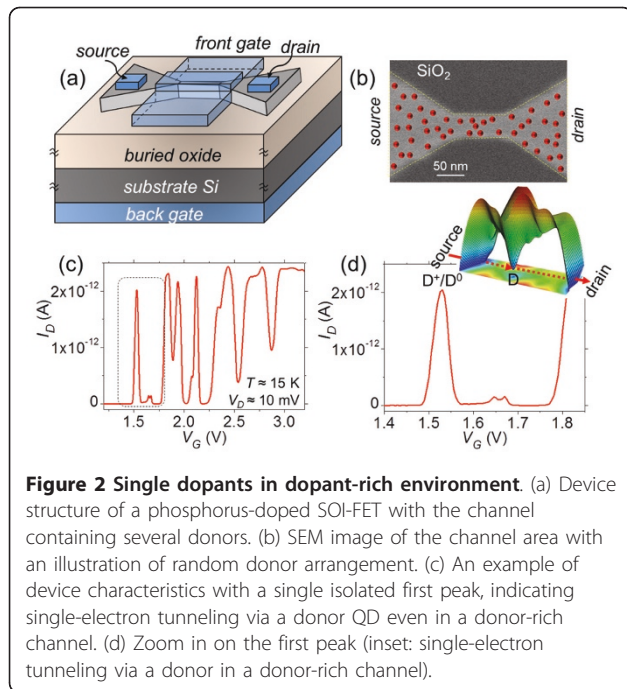 (a)
source
front gate
drain
buried oxide
substrate Si
back gate
(b)
SiO2
source
drain
50 nm
(c)
2x10-12
1x10-12
0
I_D (A)
1.5 2.0 2.5 3.0
V_G (V)
T ≈ 15 K
V_D ≈ 10 mV
(d)
source
D
drain
D+/D0
2x10-12
1x10-12
0
I_D (A)
1.4 1.5 1.6 1.7 1.8
V_G (V)
Figure 2 Single dopants in dopant-rich environment. (a) Device
structure of a phosphorus-doped SOI-FET with the channel
containing several donors. (b) SEM image of the channel area with
an illustration of random donor arrangement. (c) An example of
device characteristics with a single isolated first peak, indicating
single-electron tunneling via a donor QD even in a donor-rich
channel. (d) Zoom in on the first peak (inset: single-electron
tunneling via a donor in a donor-rich channel).